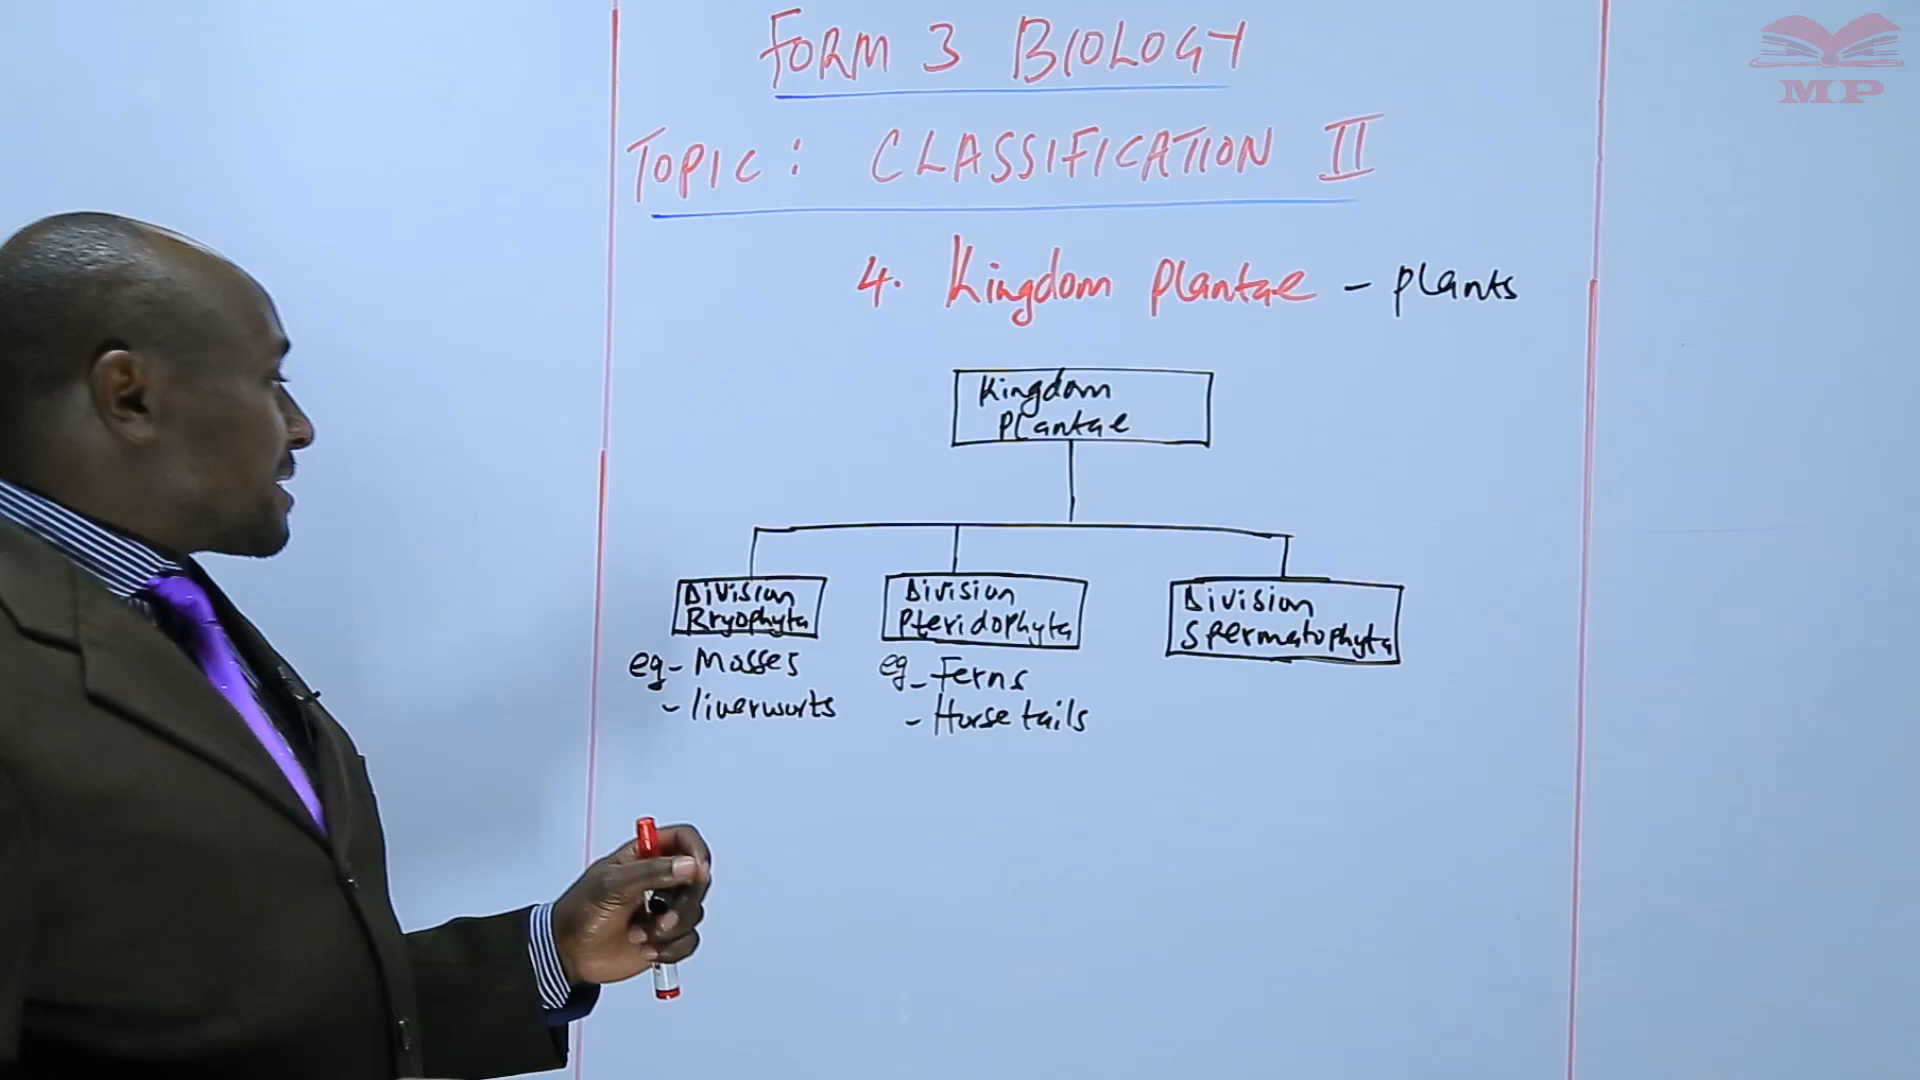 FORM 3 BIOLOGY
TOPIC: CLASSIFICATION II
4. Kingdom Plantae - Plants
Kingdom
Plantae
Division
Bryophyta
eg - Mosses
- liverworts
Division
Pteridophyta
eg - Ferns
- Horse tails
Division
Spermatophyta
MP